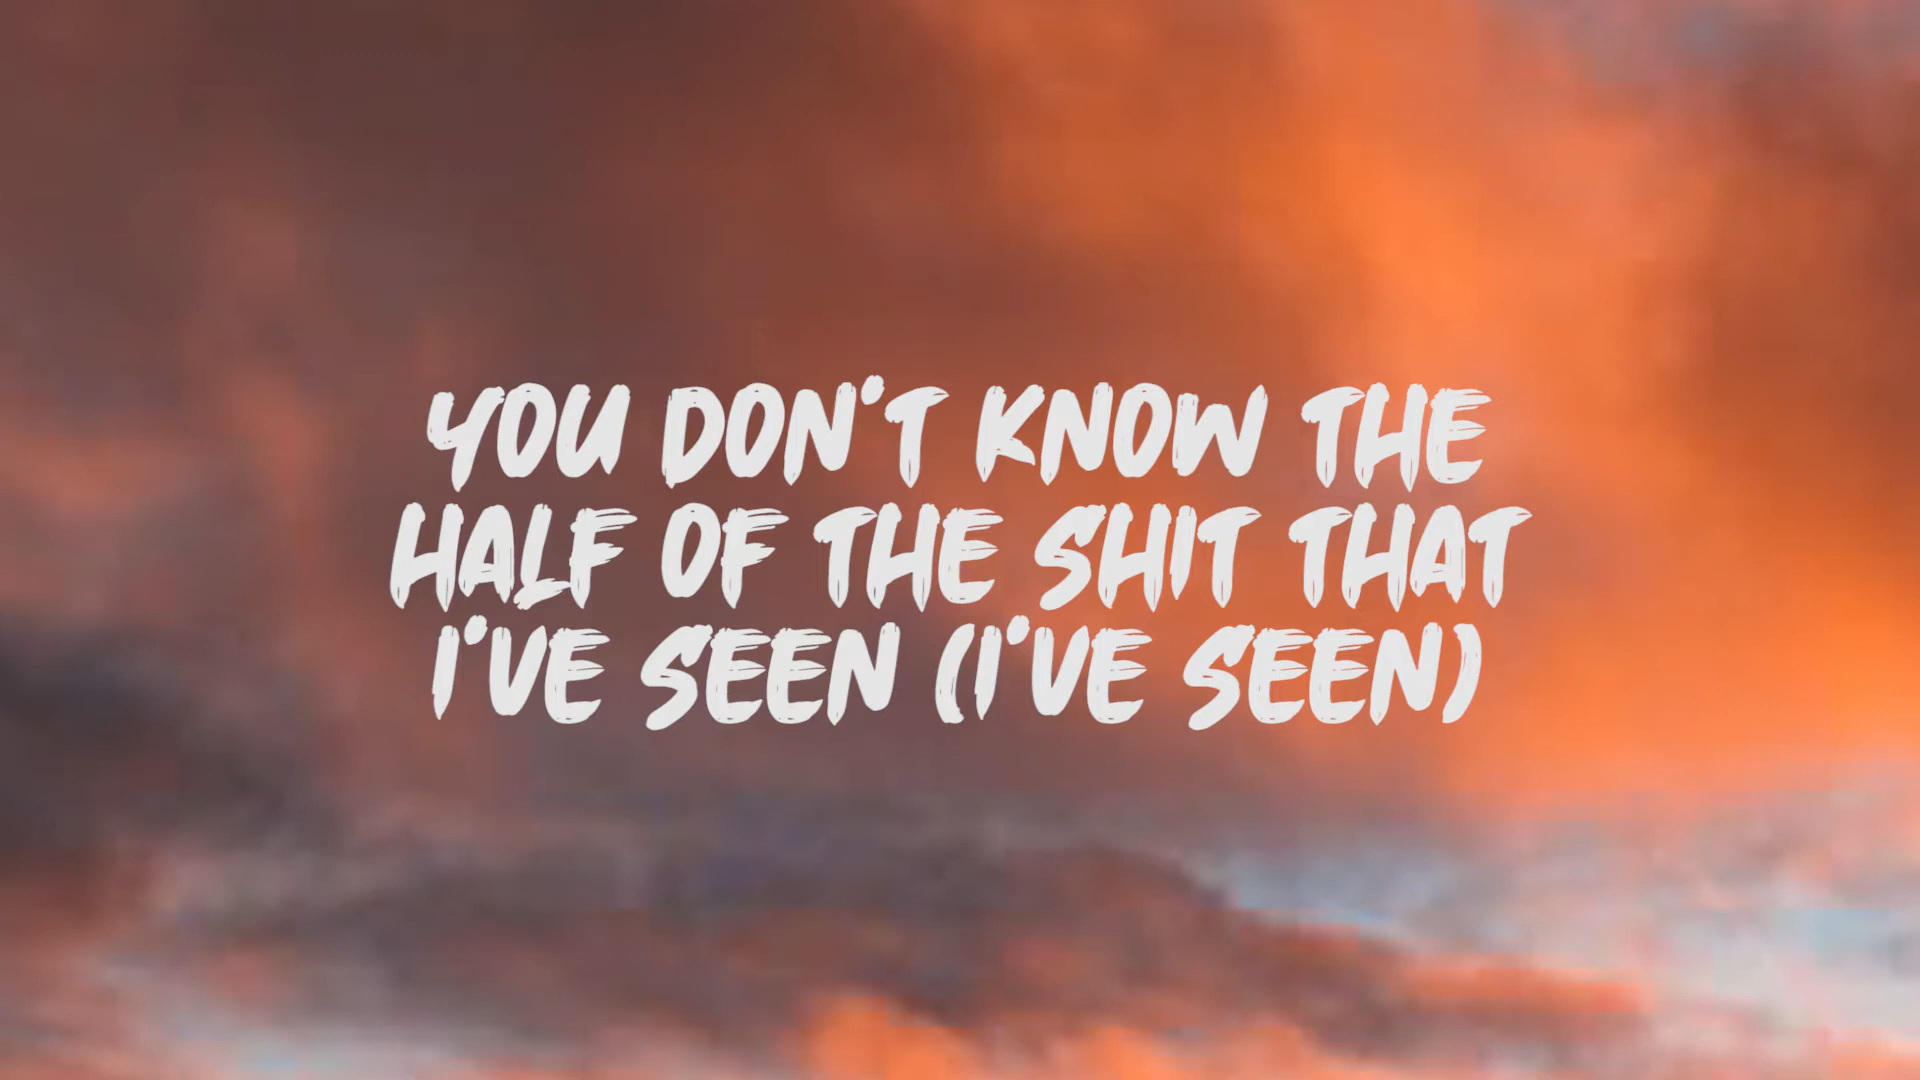 YOU DON'T KNOW THE
HALF OF THE SHIT THAT
I'VE SEEN (I'VE SEEN)